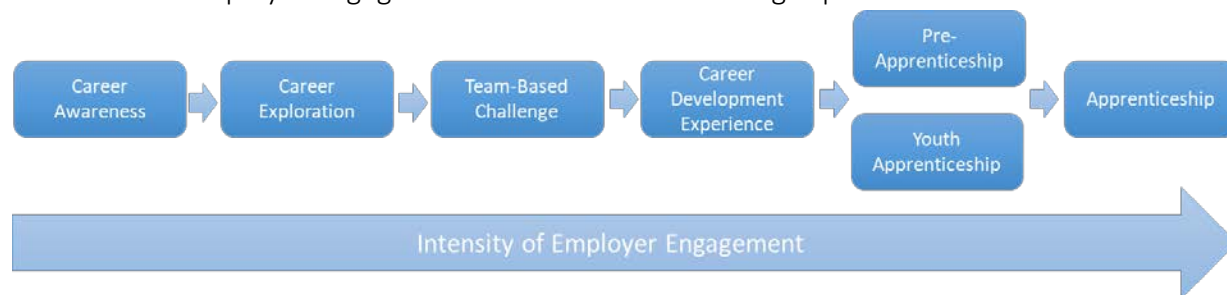 Career
Awareness
Career
Exploration
Team-Based
Challenge
Career
Development
Experience
Pre-
Apprenticeship
Youth
Apprenticeship
Apprenticeship
Intensity of Employer Engagement